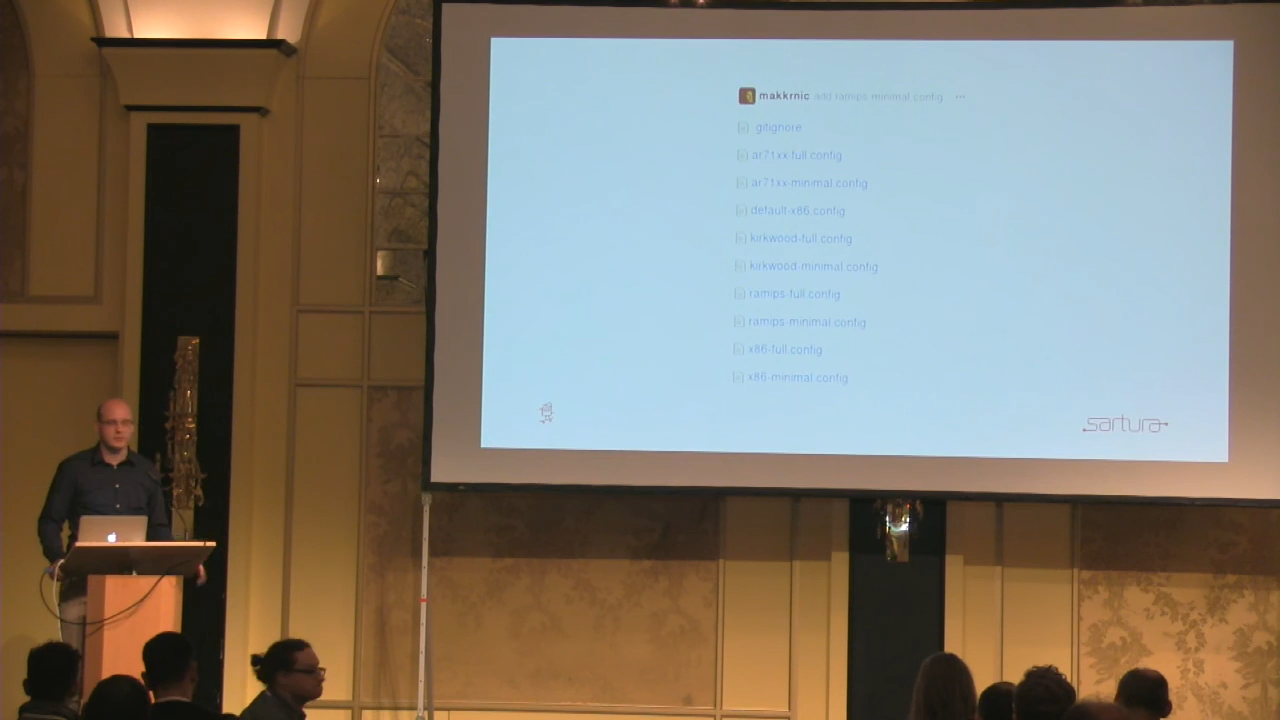 makkrnic add ramips minimal config ...
.gitignore
ar71xx-full.config
ar71xx-minimal.config
default-x86.config
kirkwood-full.config
kirkwood-minimal.config
ramips-full.config
ramips-minimal.config
x86-full.config
x86-minimal.config
sartura